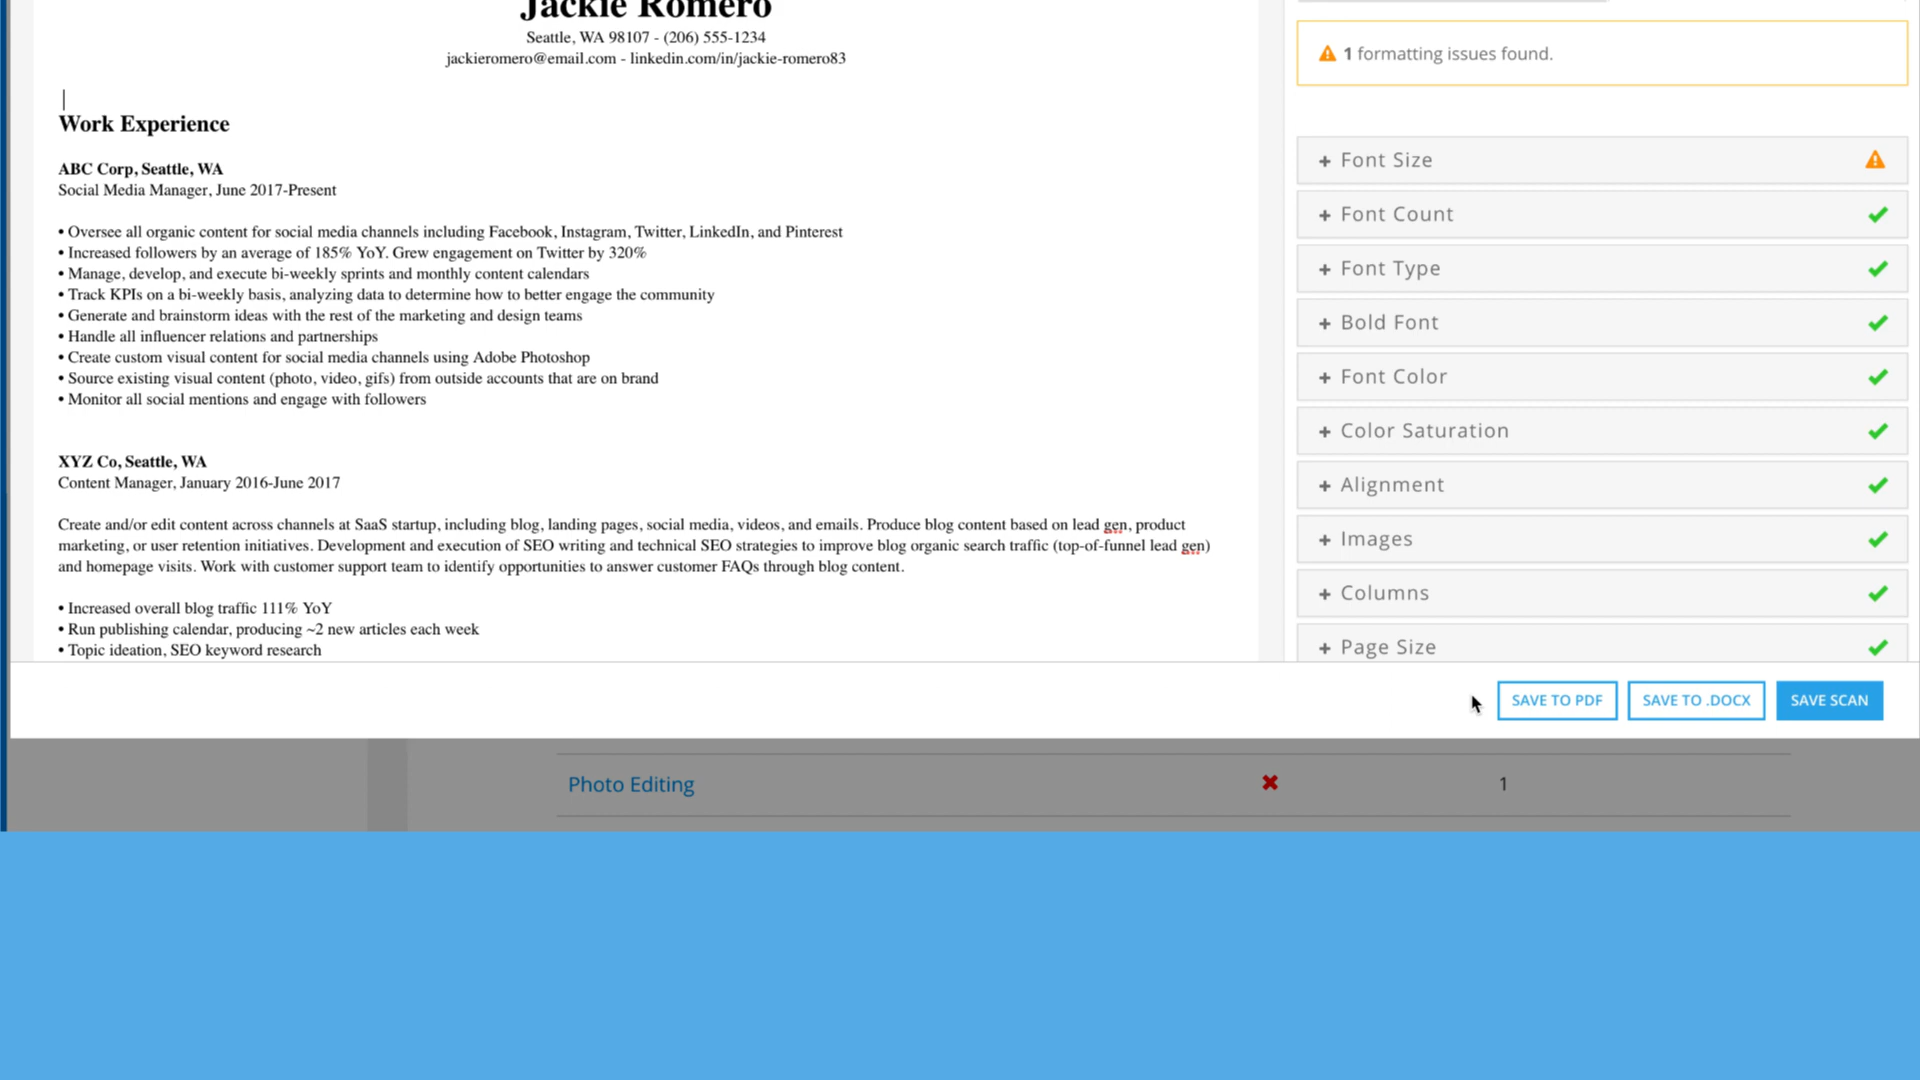 Jackie Romero
Seattle, WA 98107 - (206) 555-1234
jackieromero@email.com - linkedin.com/in/jackie-romero83
Work Experience
ABC Corp, Seattle, WA
Social Media Manager, June 2017-Present
• Oversee all organic content for social media channels including Facebook, Instagram, Twitter, LinkedIn, and Pinterest
• Increased followers by an average of 185% YoY. Grew engagement on Twitter by 320%
• Manage, develop, and execute bi-weekly sprints and monthly content calendars
• Track KPIs on a bi-weekly basis, analyzing data to determine how to better engage the community
• Generate and brainstorm ideas with the rest of the marketing and design teams
• Handle all influencer relations and partnerships
• Create custom visual content for social media channels using Adobe Photoshop
• Source existing visual content (photo, video, gifs) from outside accounts that are on brand
• Monitor all social mentions and engage with followers
XYZ Co, Seattle, WA
Content Manager, January 2016-June 2017
Create and/or edit content across channels at SaaS startup, including blog, landing pages, social media, videos, and emails. Produce blog content based on lead gen, product
marketing, or user retention initiatives. Development and execution of SEO writing and technical SEO strategies to improve blog organic search traffic (top-of-funnel lead gen)
and homepage visits. Work with customer support team to identify opportunities to answer customer FAQs through blog content.
• Increased overall blog traffic 111% YoY
• Run publishing calendar, producing ~2 new articles each week
• Topic ideation, SEO keyword research
1 formatting issues found.
+ Font Size
+ Font Count
+ Font Type
+ Bold Font
+ Font Color
+ Color Saturation
+ Alignment
+ Images
+ Columns
+ Page Size
SAVE TO PDF
SAVE TO .DOCX
SAVE SCAN
Photo Editing 1